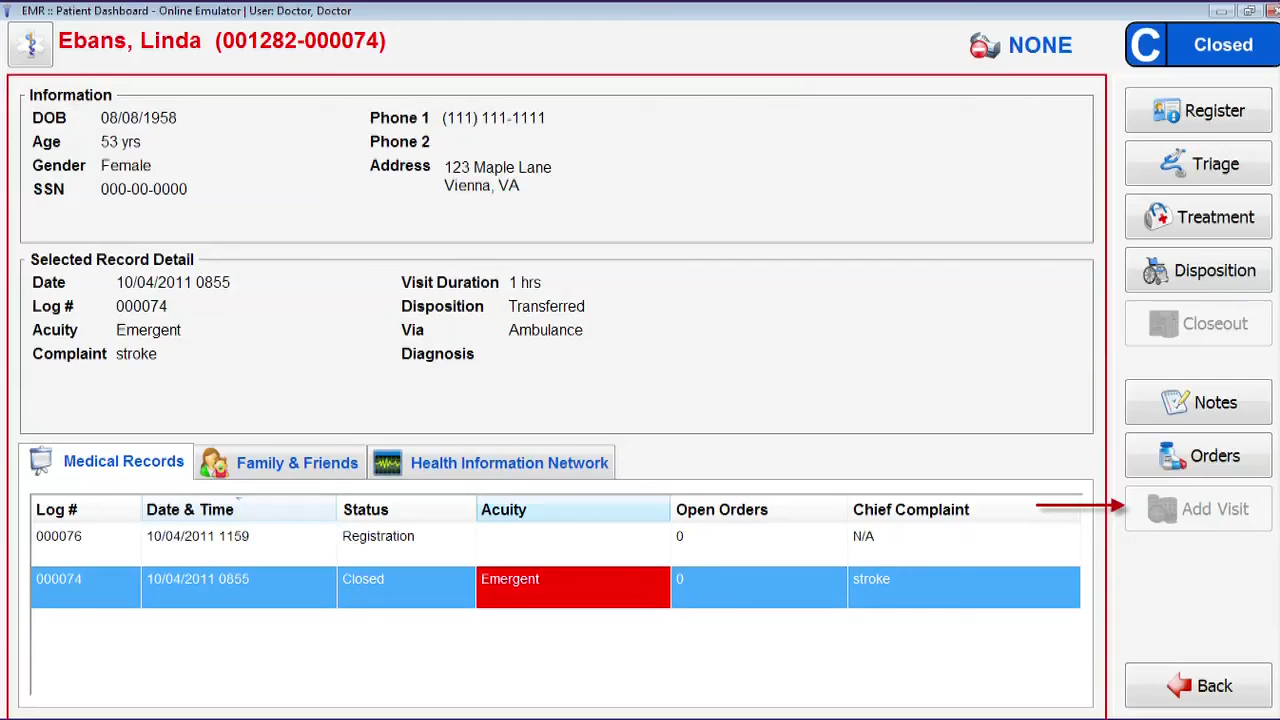 EMR :: Patient Dashboard - Online Emulator | User: Doctor, Doctor
Ebans, Linda (001282-000074)
NONE
C Closed
Information
DOB 08/08/1958
Age 53 yrs
Gender Female
SSN 000-00-0000
Phone 1 (111) 111-1111
Phone 2
Address 123 Maple Lane
Vienna, VA
Selected Record Detail
Date 10/04/2011 0855
Log # 000074
Acuity Emergent
Complaint stroke
Visit Duration 1 hrs
Disposition Transferred
Via Ambulance
Diagnosis
Medical Records Family & Friends Health Information Network
Log # Date & Time Status Acuity Open Orders Chief Complaint
000076 10/04/2011 1159 Registration 0 N/A
000074 10/04/2011 0855 Closed Emergent 0 stroke
Register
Triage
Treatment
Disposition
Closeout
Notes
Orders
Add Visit
Back